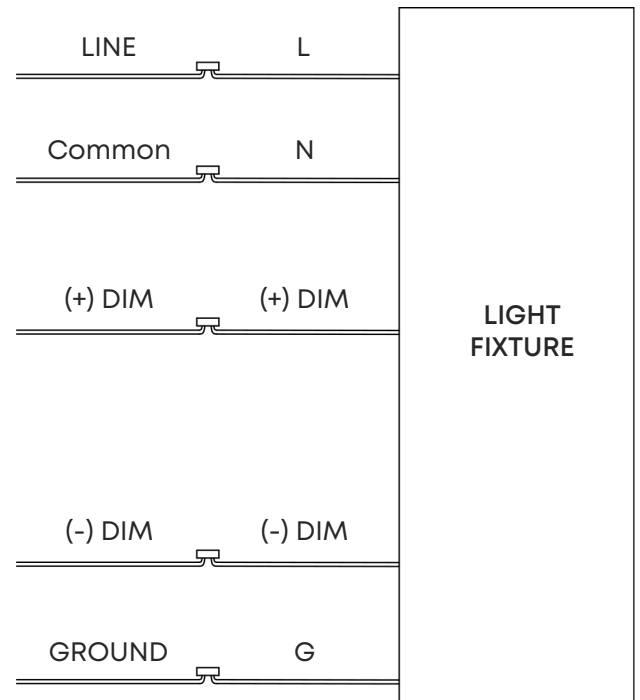 LINE L
Common N
(+) DIM (+) DIM
LIGHT
FIXTURE
(-) DIM (-) DIM
GROUND G